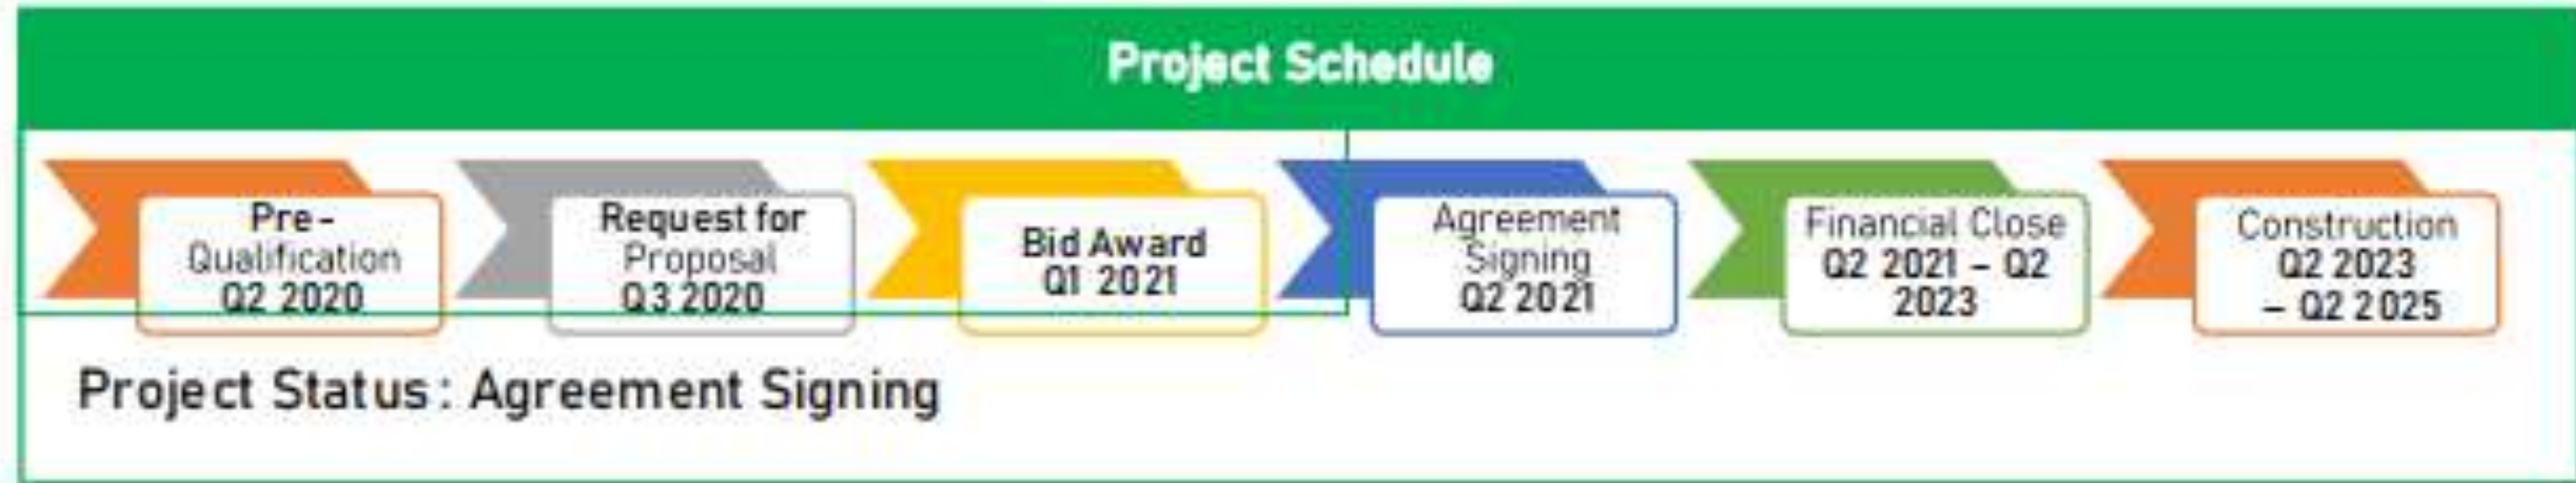 Project Schedule
Pre-
Qualification
Q2 2020
Request for
Proposal
Q3 2020
Bid Award
Q1 2021
Agreement
Signing
Q2 2021
Financial Close
Q2 2021 – Q2
2023
Construction
Q2 2023
– Q2 2025
Project Status: Agreement Signing